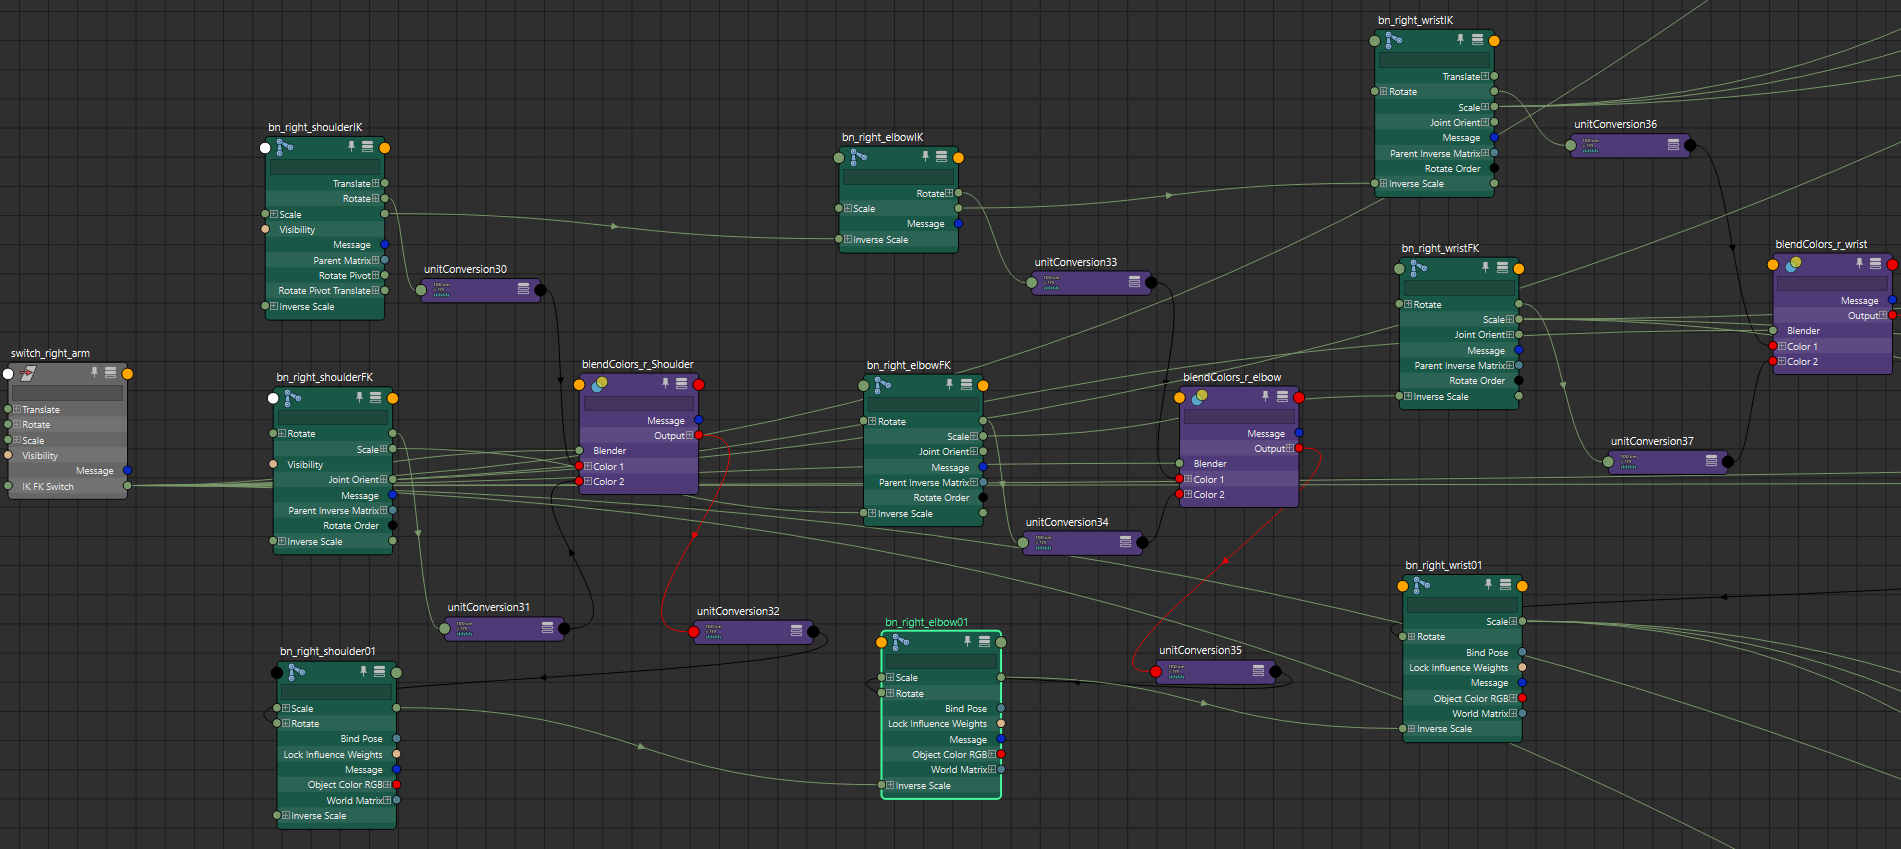 switch_right_arm
Translate
Rotate
Scale
Visibility
Message
IK FK Switch
bn_right_shoulderIK
Translate
Rotate
Scale
Visibility
Message
Parent Matrix
Rotate Pivot
Rotate Pivot Translate
Inverse Scale
unitConversion30
bn_right_shoulderFK
Rotate
Scale
Visibility
Joint Orient
Message
Parent Inverse Matrix
Rotate Order
Inverse Scale
unitConversion31
bn_right_shoulder01
Scale
Rotate
Bind Pose
Lock Influence Weights
Message
Object Color RGB
World Matrix
Inverse Scale
blendColors_r_Shoulder
Message
Output
Blender
Color 1
Color 2
unitConversion32
bn_right_elbowIK
Rotate
Scale
Message
Inverse Scale
unitConversion33
bn_right_elbowFK
Rotate
Scale
Joint Orient
Message
Parent Inverse Matrix
Rotate Order
Inverse Scale
unitConversion34
bn_right_elbow01
Scale
Rotate
Bind Pose
Lock Influence Weights
Message
Object Color RGB
World Matrix
Inverse Scale
blendColors_r_elbow
Message
Output
Blender
Color 1
Color 2
unitConversion35
bn_right_wristIK
Translate
Rotate
Scale
Joint Orient
Message
Parent Inverse Matrix
Rotate Order
Inverse Scale
unitConversion36
bn_right_wristFK
Rotate
Scale
Joint Orient
Message
Parent Inverse Matrix
Rotate Order
Inverse Scale
unitConversion37
bn_right_wrist01
Scale
Rotate
Bind Pose
Lock Influence Weights
Message
Object Color RGB
World Matrix
Inverse Scale
blendColors_r_wrist
Message
Output
Blender
Color 1
Color 2